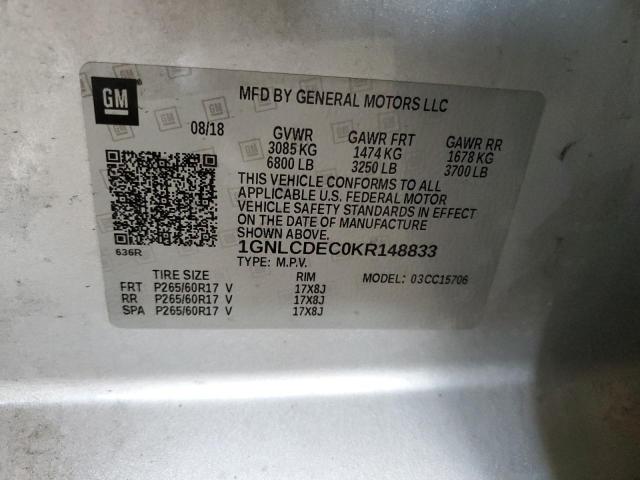 GM
MFD BY GENERAL MOTORS LLC
08/18 GVWR GAWR FRT GAWR RR
3085 KG 1474 KG 1678 KG
6800 LB 3250 LB 3700 LB
THIS VEHICLE CONFORMS TO ALL
APPLICABLE U.S. FEDERAL MOTOR
VEHICLE SAFETY STANDARDS IN EFFECT
ON THE DATE OF MANUFACTURE
SHOWN ABOVE.
636R
1GNLCDEC0KR148833
TYPE: M.P.V. MODEL: 03CC15706
TIRE SIZE RIM
FRT P265/60R17 V 17X8J
RR P265/60R17 V 17X8J
SPA P265/60R17 V 17X8J